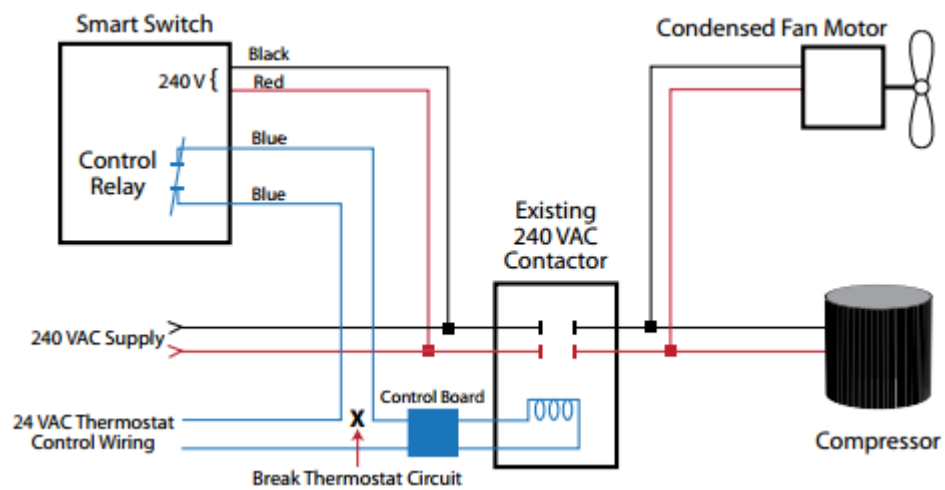 Smart Switch
Condensed Fan Motor
Black
240 V {
Red
Blue
Control
Relay
Blue
Existing
240 VAC
Contactor
240 VAC Supply
Control Board
24 VAC Thermostat
Control Wiring
X
Break Thermostat Circuit
Compressor